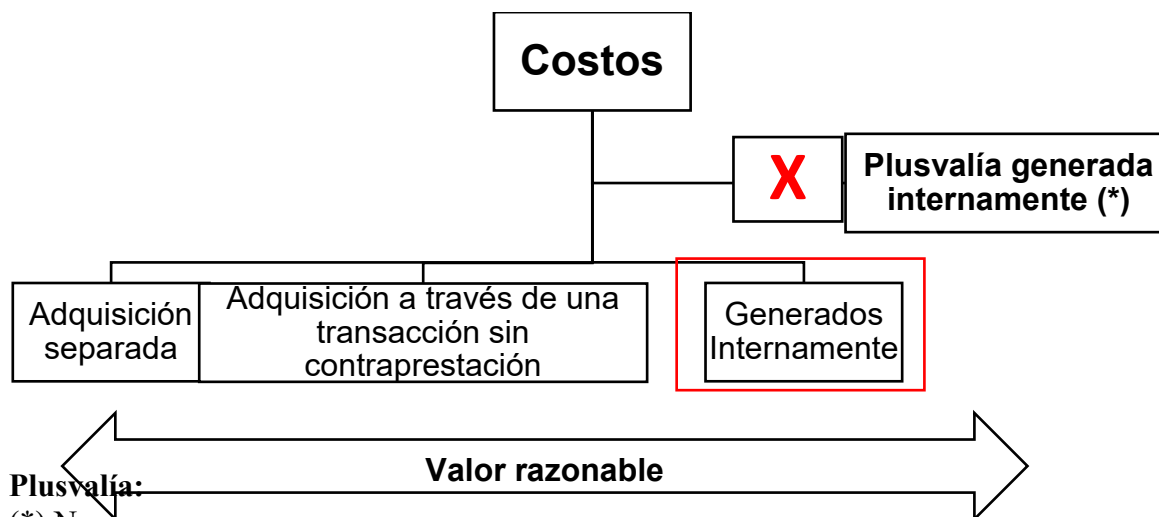 Costos
X
Plusvalía generada
internamente (*)
Adquisición
separada
Adquisición a través de una
transacción sin
contraprestación
Generados
Internamente
Valor razonable
Plusvalía:
(*) N